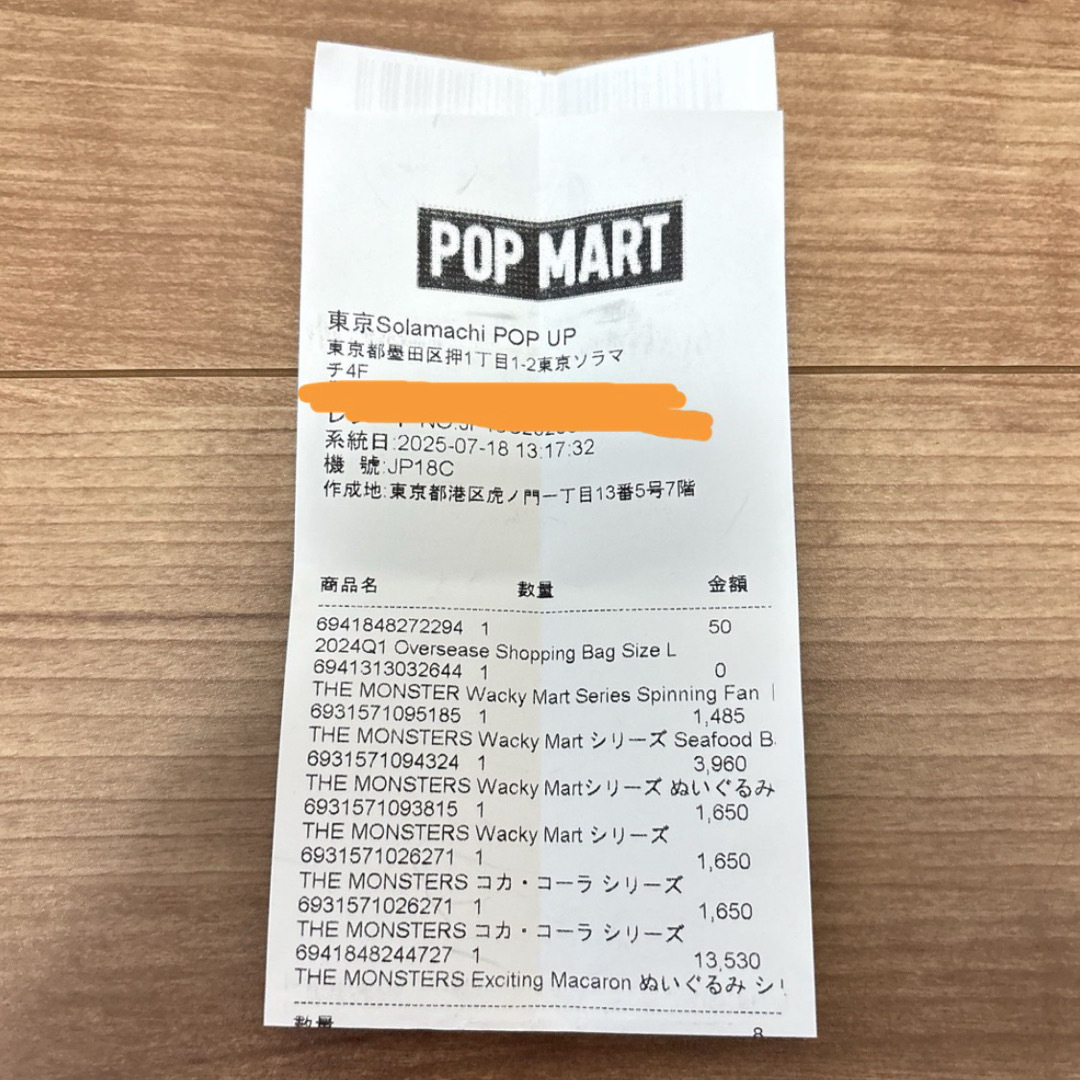 POP MART
東京Solamachi POP UP
東京都墨田区押1丁目1-2東京ソラマ
チ4F
系統日:2025-07-18 13:17:32
機 號:JP18C
作成地:東京都港区虎ノ門一丁目13番5号7階
商品名 数量 金額
6941848272294 1 50
2024Q1 Oversease Shopping Bag Size L
6941313032644 1 0
THE MONSTER Wacky Mart Series Spinning Fan
6931571095185 1 1,485
THE MONSTERS Wacky Mart シリーズ Seafood B
6931571094324 1 3,960
THE MONSTERS Wacky Martシリーズ ぬいぐるみ
6931571093815 1 1,650
THE MONSTERS Wacky Mart シリーズ
6931571026271 1 1,650
THE MONSTERS コカ・コーラ シリーズ
6931571026271 1 1,650
THE MONSTERS コカ・コーラ シリーズ
6941848244727 1 13,530
THE MONSTERS Exciting Macaron ぬいぐるみ シリ
数量 8